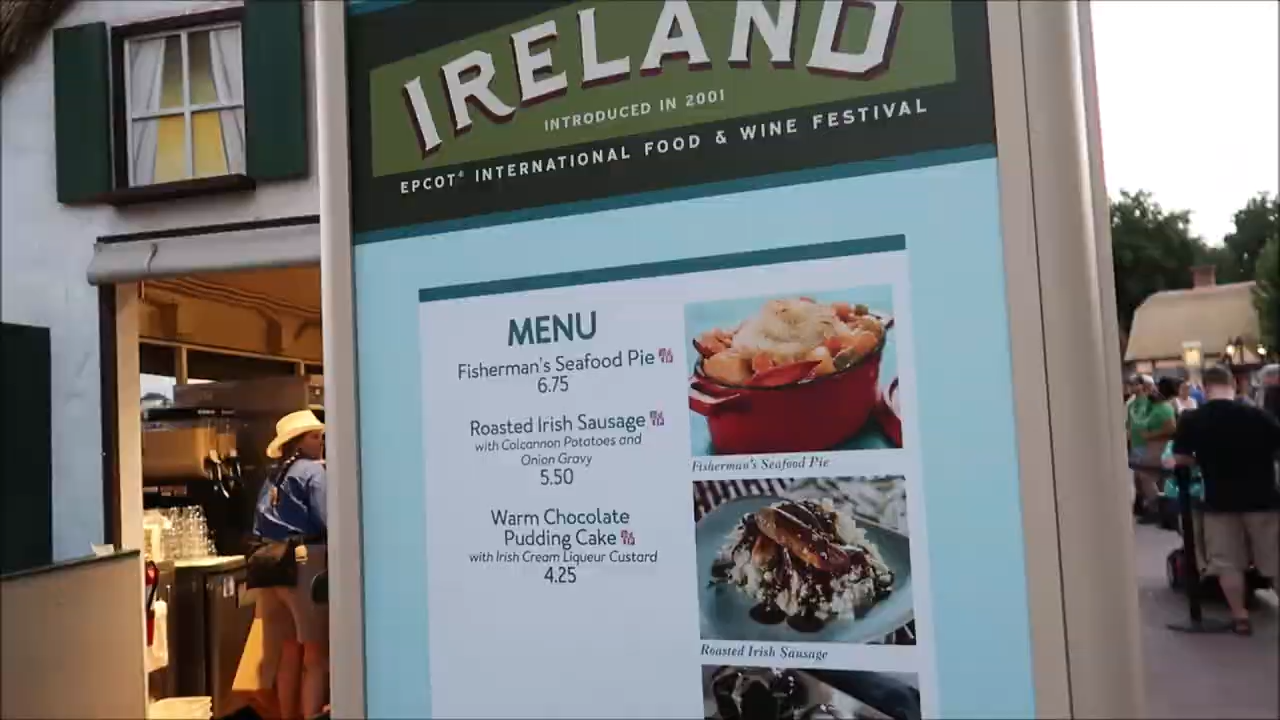 IRELAND
INTRODUCED IN 2001
EPCOT® INTERNATIONAL FOOD & WINE FESTIVAL
MENU
Fisherman's Seafood Pie
6.75
Roasted Irish Sausage
with Colcannon Potatoes and
Onion Gravy
5.50
Warm Chocolate
Pudding Cake
with Irish Cream Liqueur Custard
4.25
Fisherman's Seafood Pie
Roasted Irish Sausage